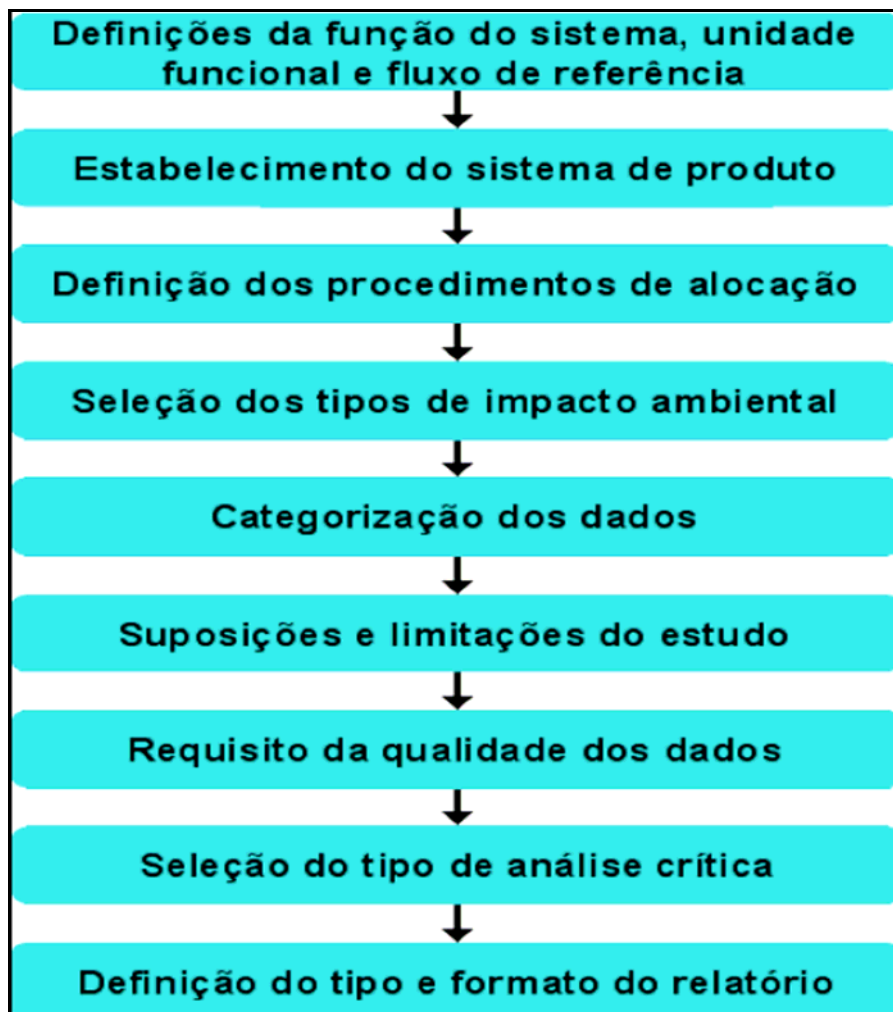 Definições da função do sistema, unidade
funcional e fluxo de referência
Estabelecimento do sistema de produto
Definição dos procedimentos de alocação
Seleção dos tipos de impacto ambiental
Categorização dos dados
Suposições e limitações do estudo
Requisito da qualidade dos dados
Seleção do tipo de análise crítica
Definição do tipo e formato do relatório